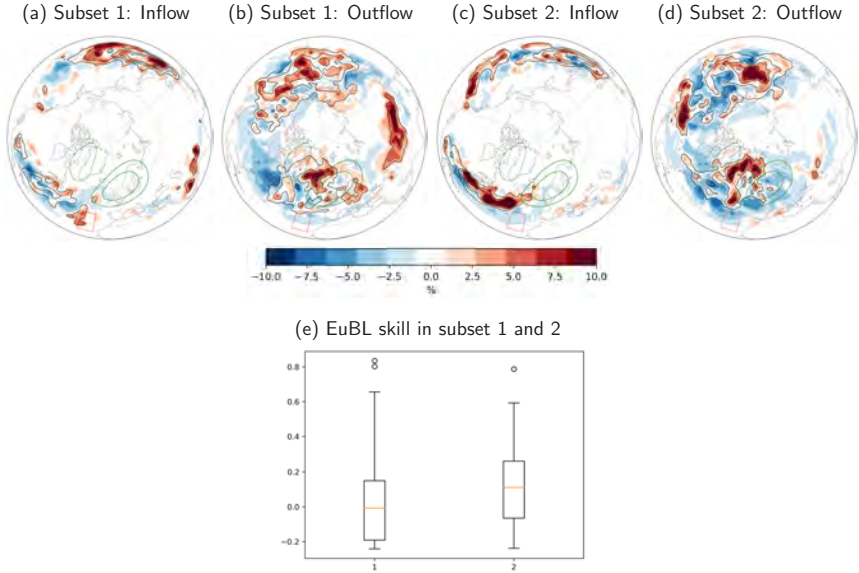 (a) Subset 1: Inflow
(b) Subset 1: Outflow
(c) Subset 2: Inflow
(d) Subset 2: Outflow
−10.0 −7.5 −5.0 −2.5 0.0 2.5 5.0 7.5 10.0
%
(e) EuBL skill in subset 1 and 2
0.8
0.6
0.4
0.2
0.0
−0.2
1 2